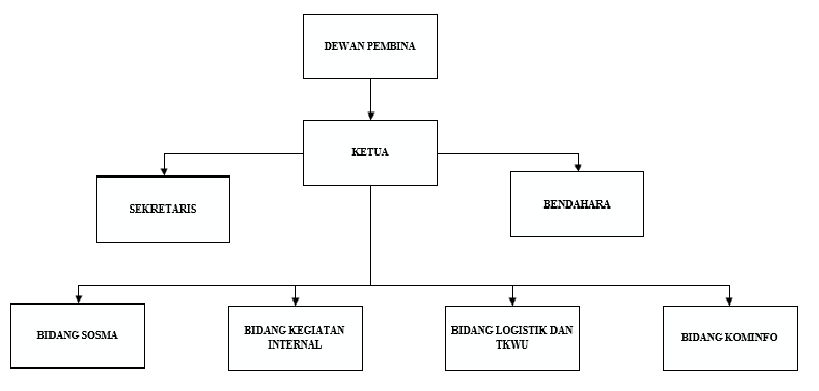 DEWAN PEMBINA
KETUA
SEKRETARIS
BENDAHARA
BIDANG SOSMA
BIDANG KEGIATAN
INTERNAL
BIDANG LOGISTIK DAN
TKWU
BIDANG KOMINFO